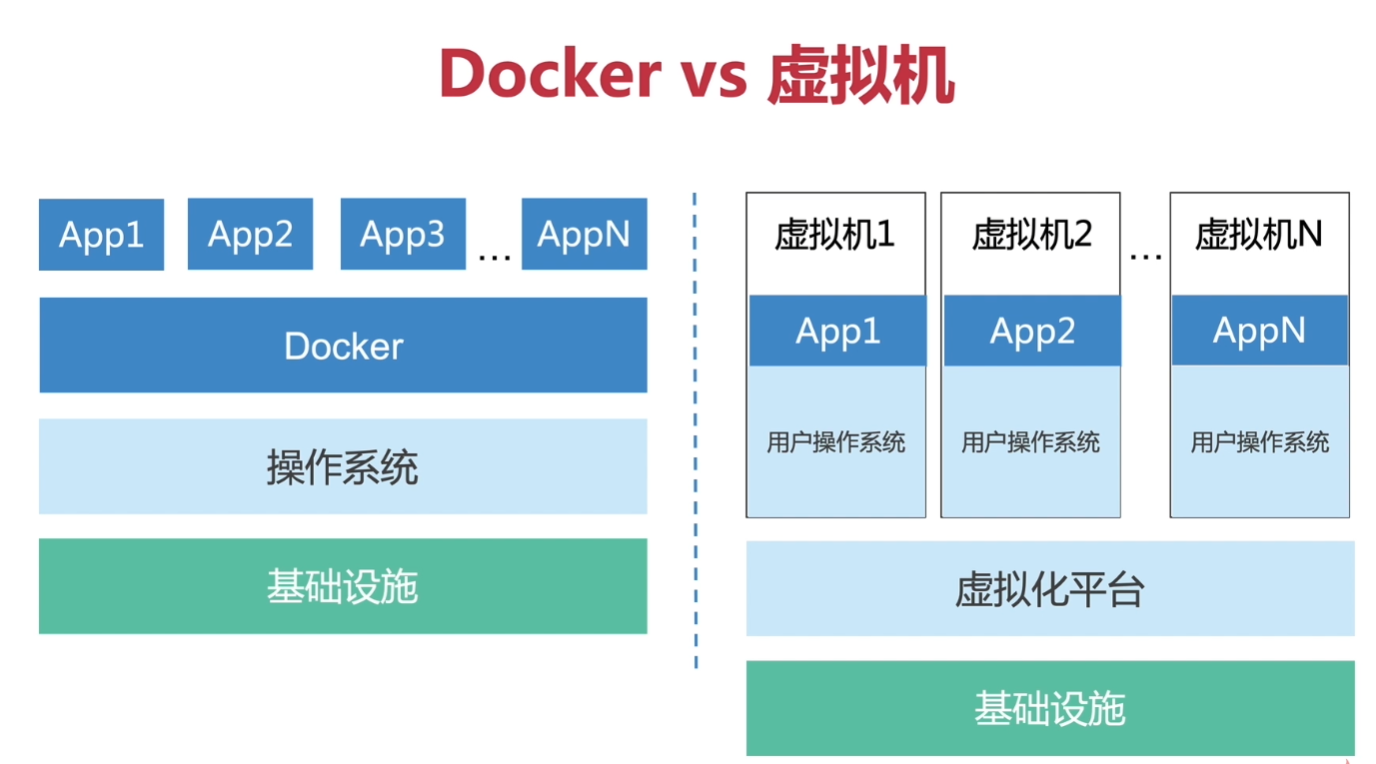 Docker vs 虚拟机
App1 App2 App3 ... AppN
Docker
操作系统
基础设施
虚拟机1 虚拟机2 ... 虚拟机N
App1 App2 AppN
用户操作系统 用户操作系统 用户操作系统
虚拟化平台
基础设施